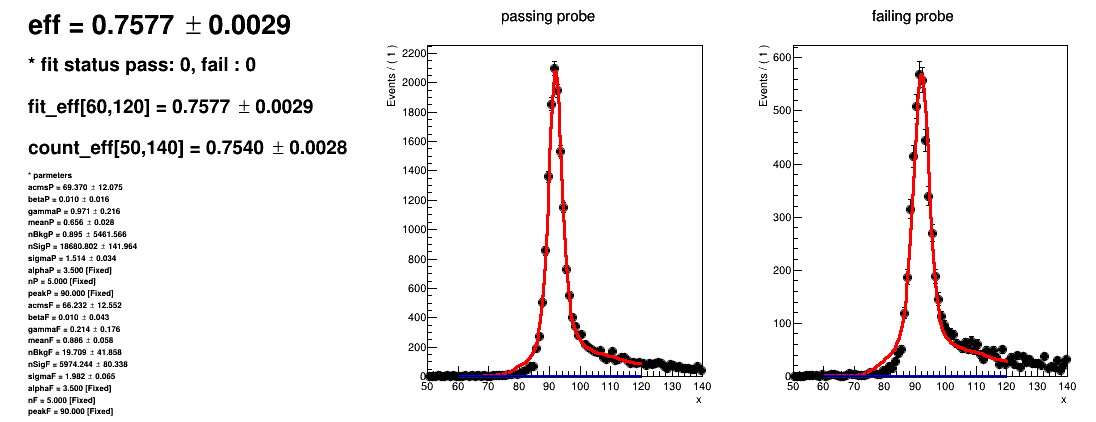 eff = 0.7577 ± 0.0029
* fit status pass: 0, fail : 0
fit_eff[60,120] = 0.7577 ± 0.0029
count_eff[50,140] = 0.7540 ± 0.0028
* parmeters
acmsP = 69.370 ± 12.075
betaP = 0.010 ± 0.016
gammaP = 0.971 ± 0.216
meanP = 0.656 ± 0.028
nBkgP = 0.895 ± 5461.566
nSigP = 18680.802 ± 141.964
sigmaP = 1.514 ± 0.034
alphaP = 3.500 [Fixed]
nP = 5.000 [Fixed]
peakP = 90.000 [Fixed]
acmsF = 66.232 ± 12.552
betaF = 0.010 ± 0.043
gammaF = 0.214 ± 0.176
meanF = 0.886 ± 0.058
nBkgF = 19.709 ± 41.858
nSigF = 5974.244 ± 80.338
sigmaF = 1.982 ± 0.065
alphaF = 3.500 [Fixed]
nF = 5.000 [Fixed]
peakF = 90.000 [Fixed]
passing probe
Events / ( 1 )
2200
2000
1800
1600
1400
1200
1000
800
600
400
200
0
50 60 70 80 90 100 110 120 130 140
x
failing probe
Events / ( 1 )
600
500
400
300
200
100
0
50 60 70 80 90 100 110 120 130 140
x